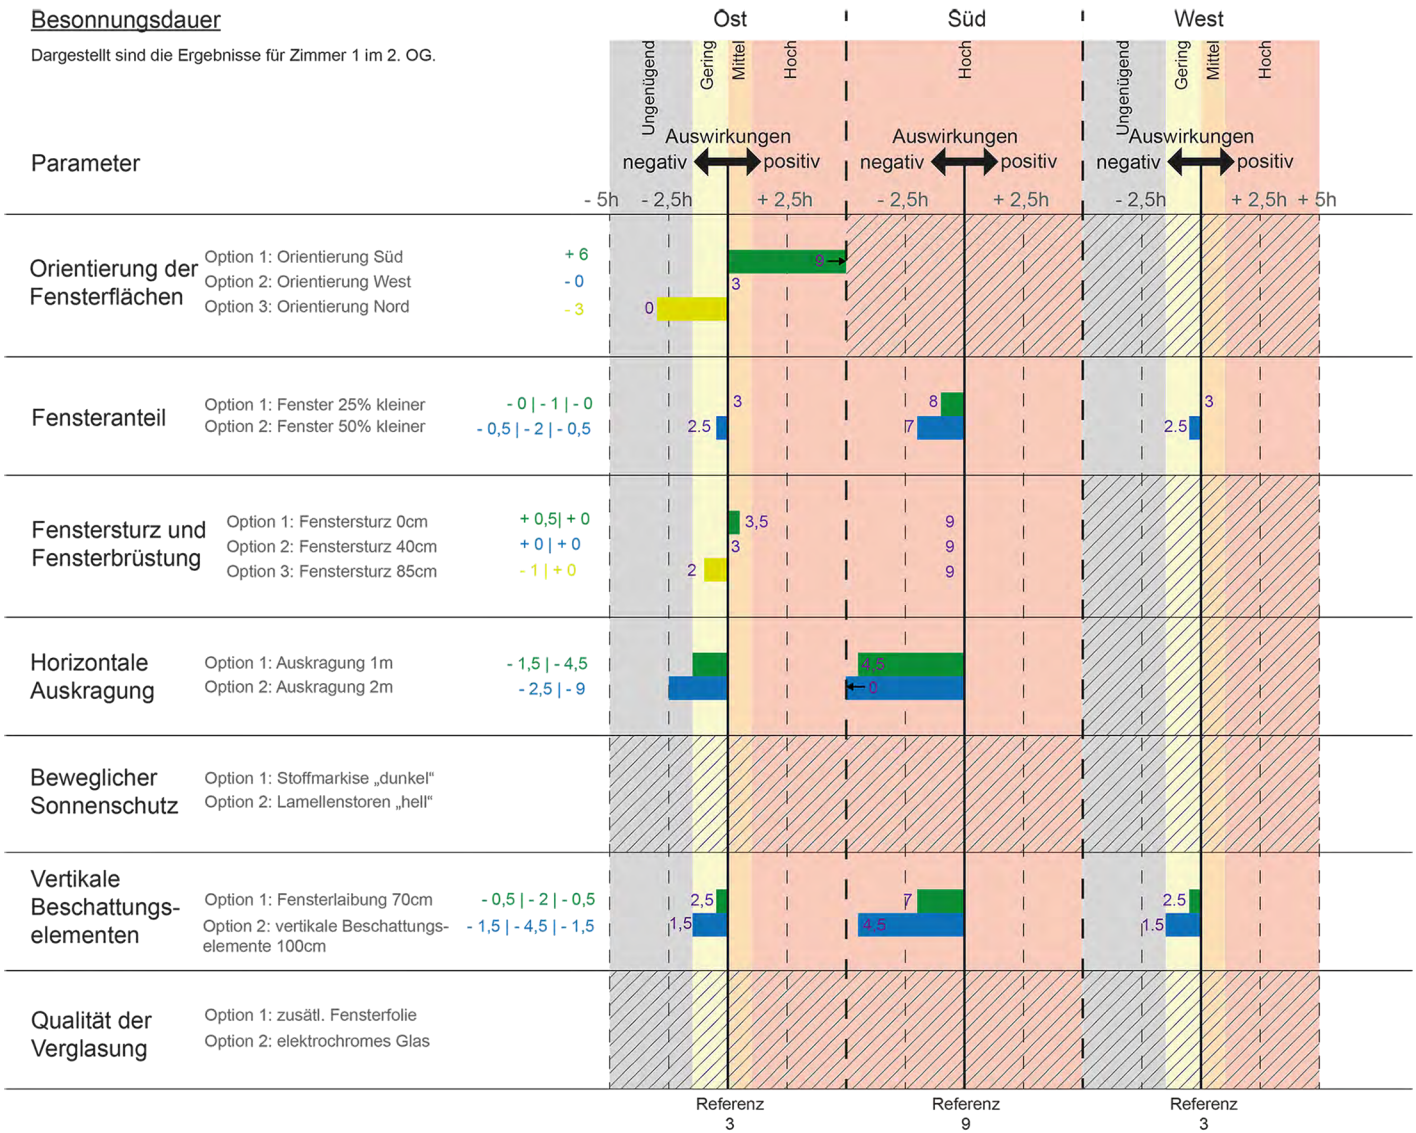 Besonnungsdauer
Dargestellt sind die Ergebnisse für Zimmer 1 im 2. OG.
Ost Süd West
Ungenügend Gering Mittel Hoch Hoch Ungenügend Gering Mittel Hoch
Auswirkungen Auswirkungen Auswirkungen
Parameter
negativ positiv negativ positiv negativ positiv
- 5h - 2,5h + 2,5h - 2,5h + 2,5h - 2,5h + 2,5h + 5h
Orientierung der
Fensterflächen
Option 1: Orientierung Süd + 6 9
Option 2: Orientierung West - 0 3
Option 3: Orientierung Nord - 3 0
Fensteranteil
Option 1: Fenster 25% kleiner - 0 | - 1 | - 0 3 8 3
Option 2: Fenster 50% kleiner - 0,5 | - 2 | - 0,5 2.5 7 2.5
Fenstersturz und
Fensterbrüstung
Option 1: Fenstersturz 0cm + 0,5| + 0 3,5 9
Option 2: Fenstersturz 40cm + 0 | + 0 3 9
Option 3: Fenstersturz 85cm - 1 | + 0 2 9
Horizontale
Auskragung
Option 1: Auskragung 1m - 1,5 | - 4,5 4,5
Option 2: Auskragung 2m - 2,5 | - 9 0
Beweglicher
Sonnenschutz
Option 1: Stoffmarkise „dunkel“
Option 2: Lamellenstoren „hell“
Vertikale
Beschattungs-
elementen
Option 1: Fensterlaibung 70cm - 0,5 | - 2 | - 0,5 2,5 7 2.5
Option 2: vertikale Beschattungs- - 1,5 | - 4,5 | - 1,5 1,5 4,5 1.5
elemente 100cm
Qualität der
Verglasung
Option 1: zusätl. Fensterfolie
Option 2: elektrochromes Glas
Referenz Referenz Referenz
3 9 3